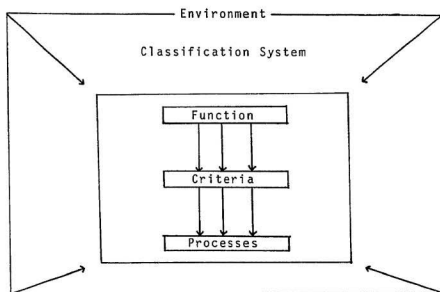 Environment
Classification System
Function
Criteria
Processes